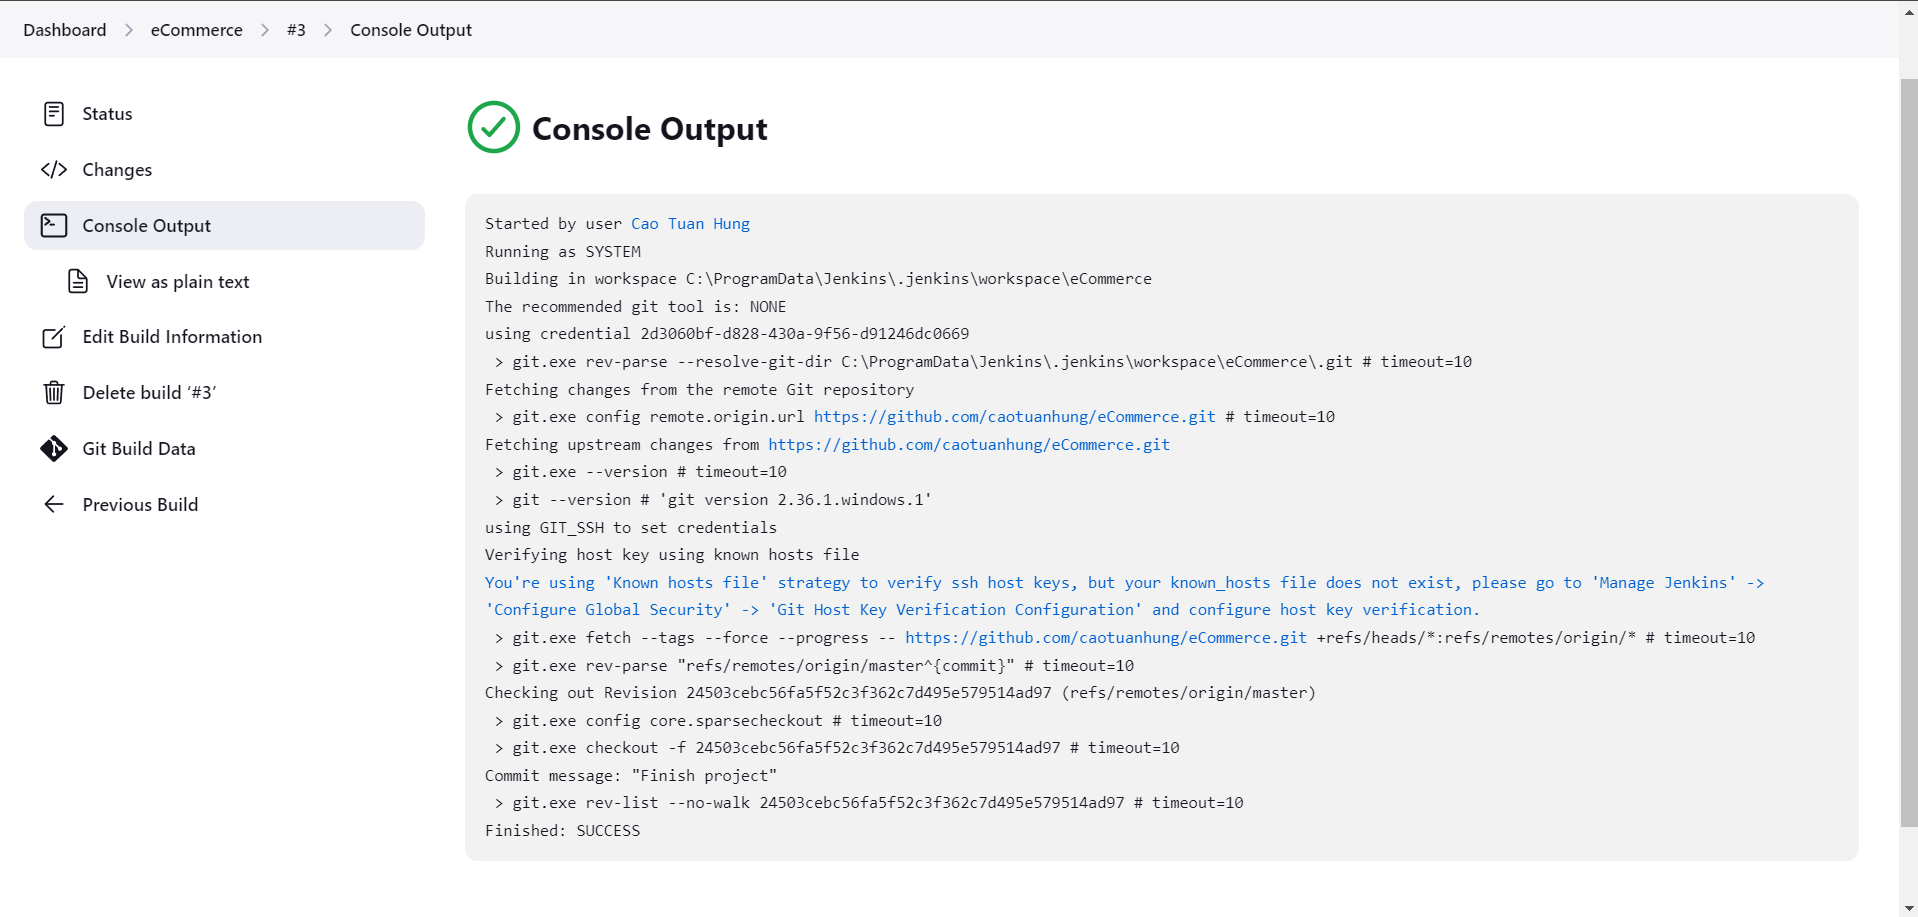 Dashboard > eCommerce > #3 > Console Output
Status
Changes
Console Output
View as plain text
Edit Build Information
Delete build ‘#3’
Git Build Data
Previous Build
Console Output
Started by user Cao Tuan Hung
Running as SYSTEM
Building in workspace C:\ProgramData\Jenkins\.jenkins\workspace\eCommerce
The recommended git tool is: NONE
using credential 2d3060bf-d828-430a-9f56-d91246dc0669
 > git.exe rev-parse --resolve-git-dir C:\ProgramData\Jenkins\.jenkins\workspace\eCommerce\.git # timeout=10
Fetching changes from the remote Git repository
 > git.exe config remote.origin.url https://github.com/caotuanhung/eCommerce.git # timeout=10
Fetching upstream changes from https://github.com/caotuanhung/eCommerce.git
 > git.exe --version # timeout=10
 > git --version # 'git version 2.36.1.windows.1'
using GIT_SSH to set credentials
Verifying host key using known hosts file
You're using 'Known hosts file' strategy to verify ssh host keys, but your known_hosts file does not exist, please go to 'Manage Jenkins' ->
'Configure Global Security' -> 'Git Host Key Verification Configuration' and configure host key verification.
 > git.exe fetch --tags --force --progress -- https://github.com/caotuanhung/eCommerce.git +refs/heads/*:refs/remotes/origin/* # timeout=10
 > git.exe rev-parse "refs/remotes/origin/master^{commit}" # timeout=10
Checking out Revision 24503cebc56fa5f52c3f362c7d495e579514ad97 (refs/remotes/origin/master)
 > git.exe config core.sparsecheckout # timeout=10
 > git.exe checkout -f 24503cebc56fa5f52c3f362c7d495e579514ad97 # timeout=10
Commit message: "Finish project"
 > git.exe rev-list --no-walk 24503cebc56fa5f52c3f362c7d495e579514ad97 # timeout=10
Finished: SUCCESS